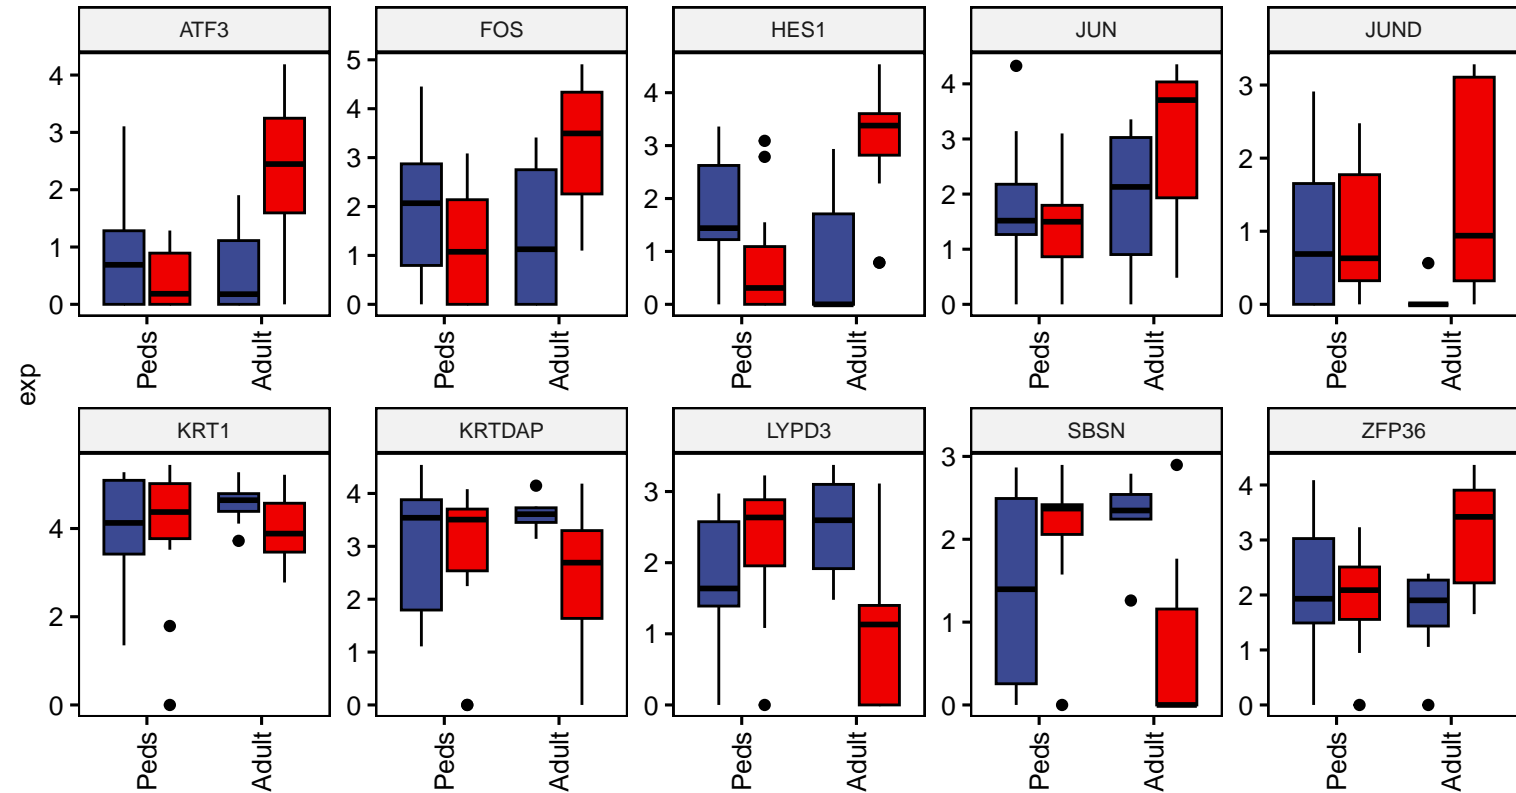 ATF3 FOS HES1 JUN JUND
4 3 2 1 0
5 4 3 2 1 0
4 3 2 1 0
4 3 2 1 0
3 2 1 0
Peds Adult Peds Adult Peds Adult Peds Adult Peds Adult
exp
KRT1 KRTDAP LYPD3 SBSN ZFP36
4 2 0
4 3 2 1 0
3 2 1 0
3 2 1 0
4 3 2 1 0
Peds Adult Peds Adult Peds Adult Peds Adult Peds Adult